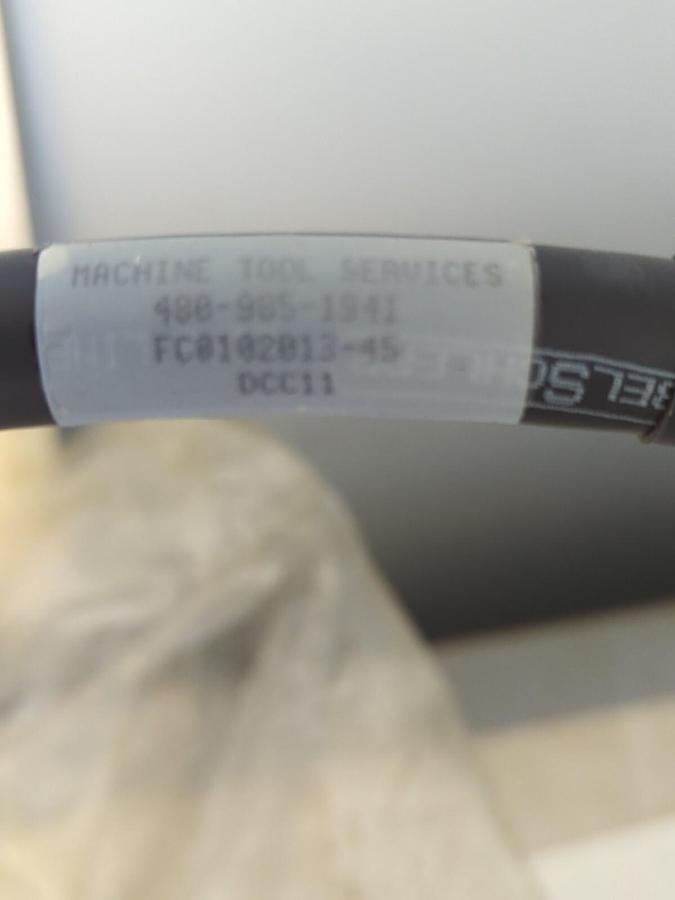 MACHINE TOOL SERVICES
480-985-1941
FC0102013-45
DCC11